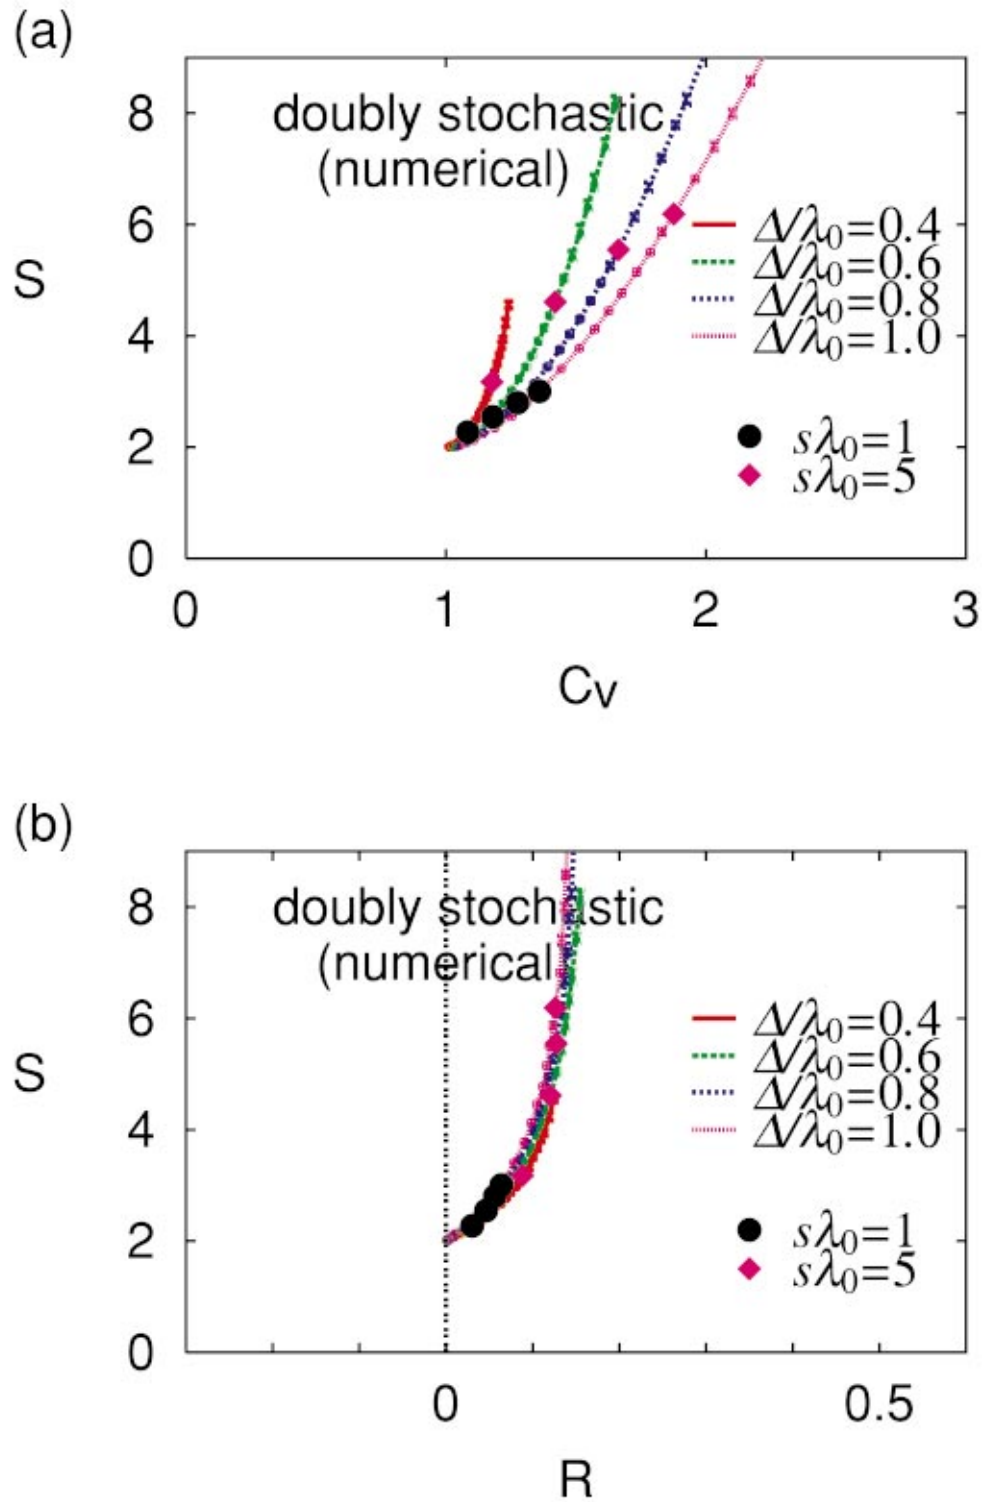 (a)
doubly stochastic
(numerical)
8
6
4
2
0
S
Δ/λ₀=0.4
Δ/λ₀=0.6
Δ/λ₀=0.8
Δ/λ₀=1.0
sλ₀=1
sλ₀=5
0 1 2 3
Cv
(b)
doubly stochastic
(numerical)
8
6
4
2
0
S
Δ/λ₀=0.4
Δ/λ₀=0.6
Δ/λ₀=0.8
Δ/λ₀=1.0
sλ₀=1
sλ₀=5
0 0.5
R